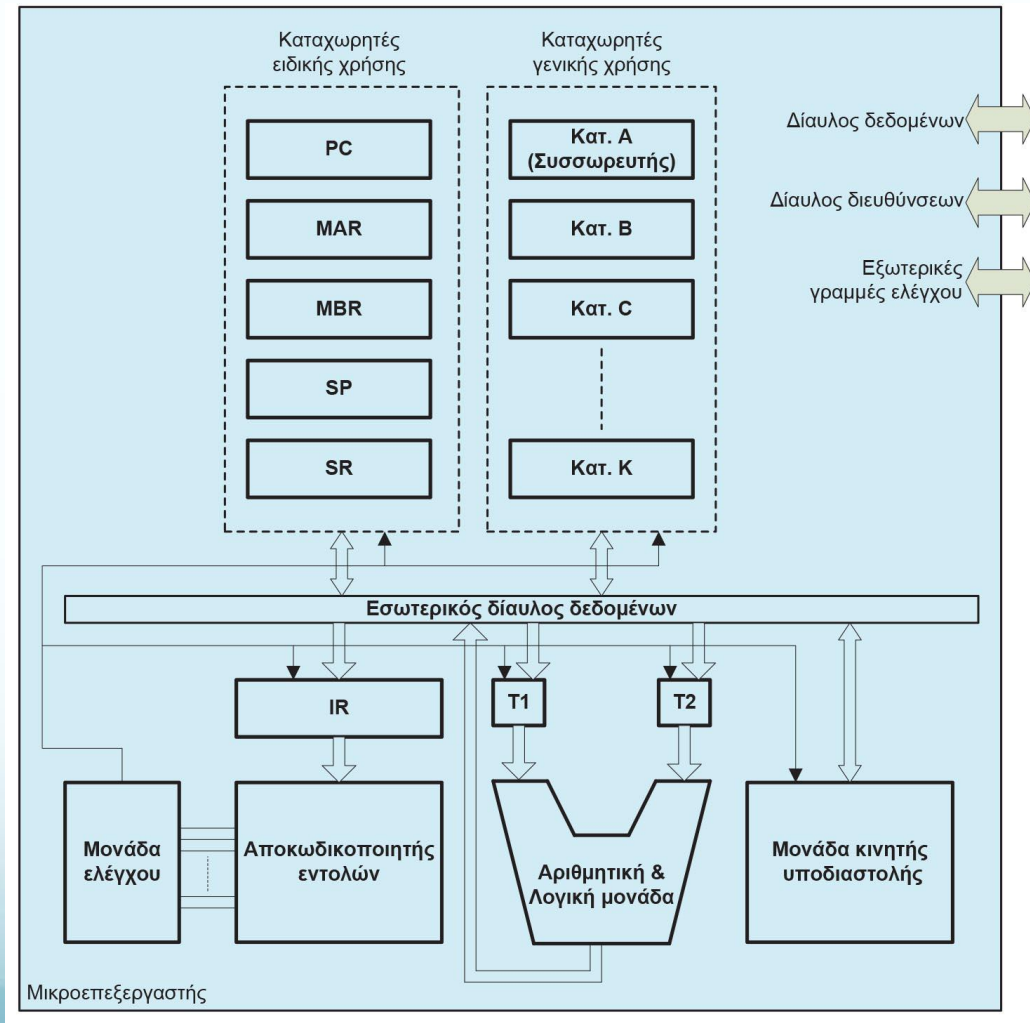 Καταχωρητές
ειδικής χρήσης
Καταχωρητές
γενικής χρήσης
PC
MAR
MBR
SP
SR
Κατ. A
(Συσσωρευτής)
Κατ. B
Κατ. C
Κατ. K
Δίαυλος δεδομένων
Δίαυλος διευθύνσεων
Εξωτερικές
γραμμές ελέγχου
Εσωτερικός δίαυλος δεδομένων
IR
T1
T2
Μονάδα
ελέγχου
Αποκωδικοποιητής
εντολών
Αριθμητική &
Λογική μονάδα
Μονάδα κινητής
υποδιαστολής
Μικροεπεξεργαστής